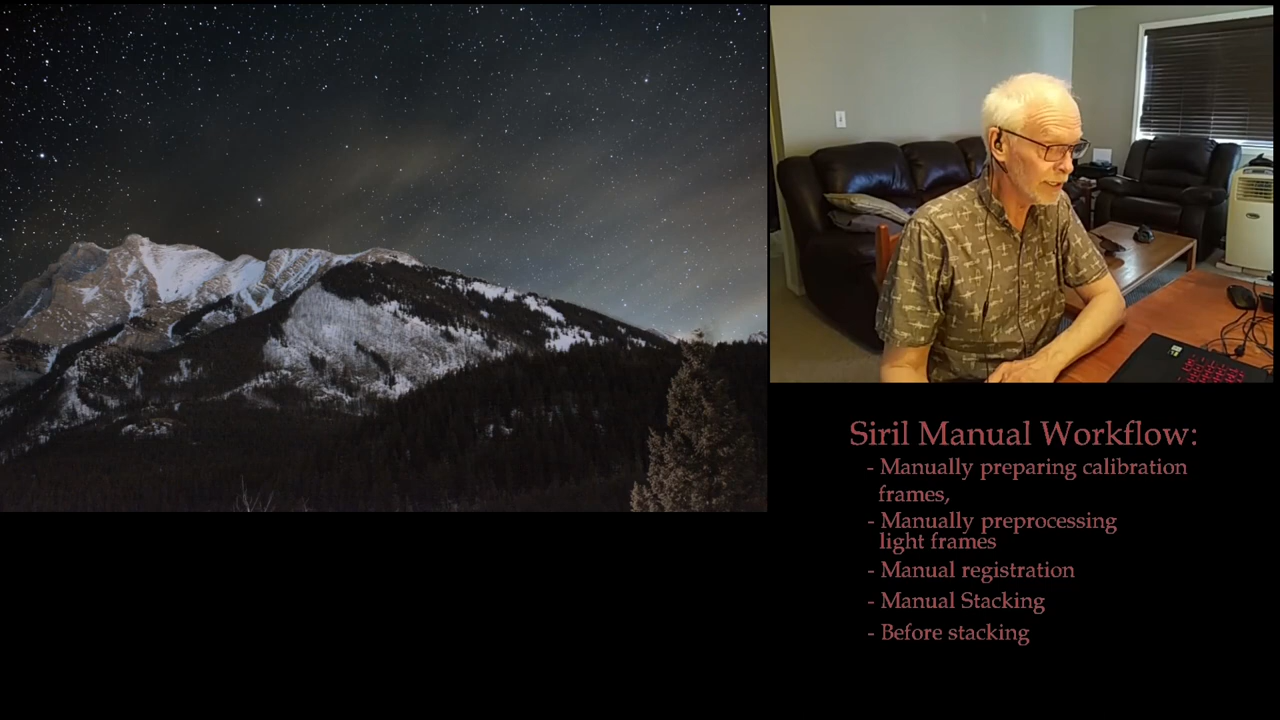 Siril Manual Workflow:
- Manually preparing calibration
frames,
- Manually preprocessing
light frames
- Manual registration
- Manual Stacking
- Before stacking